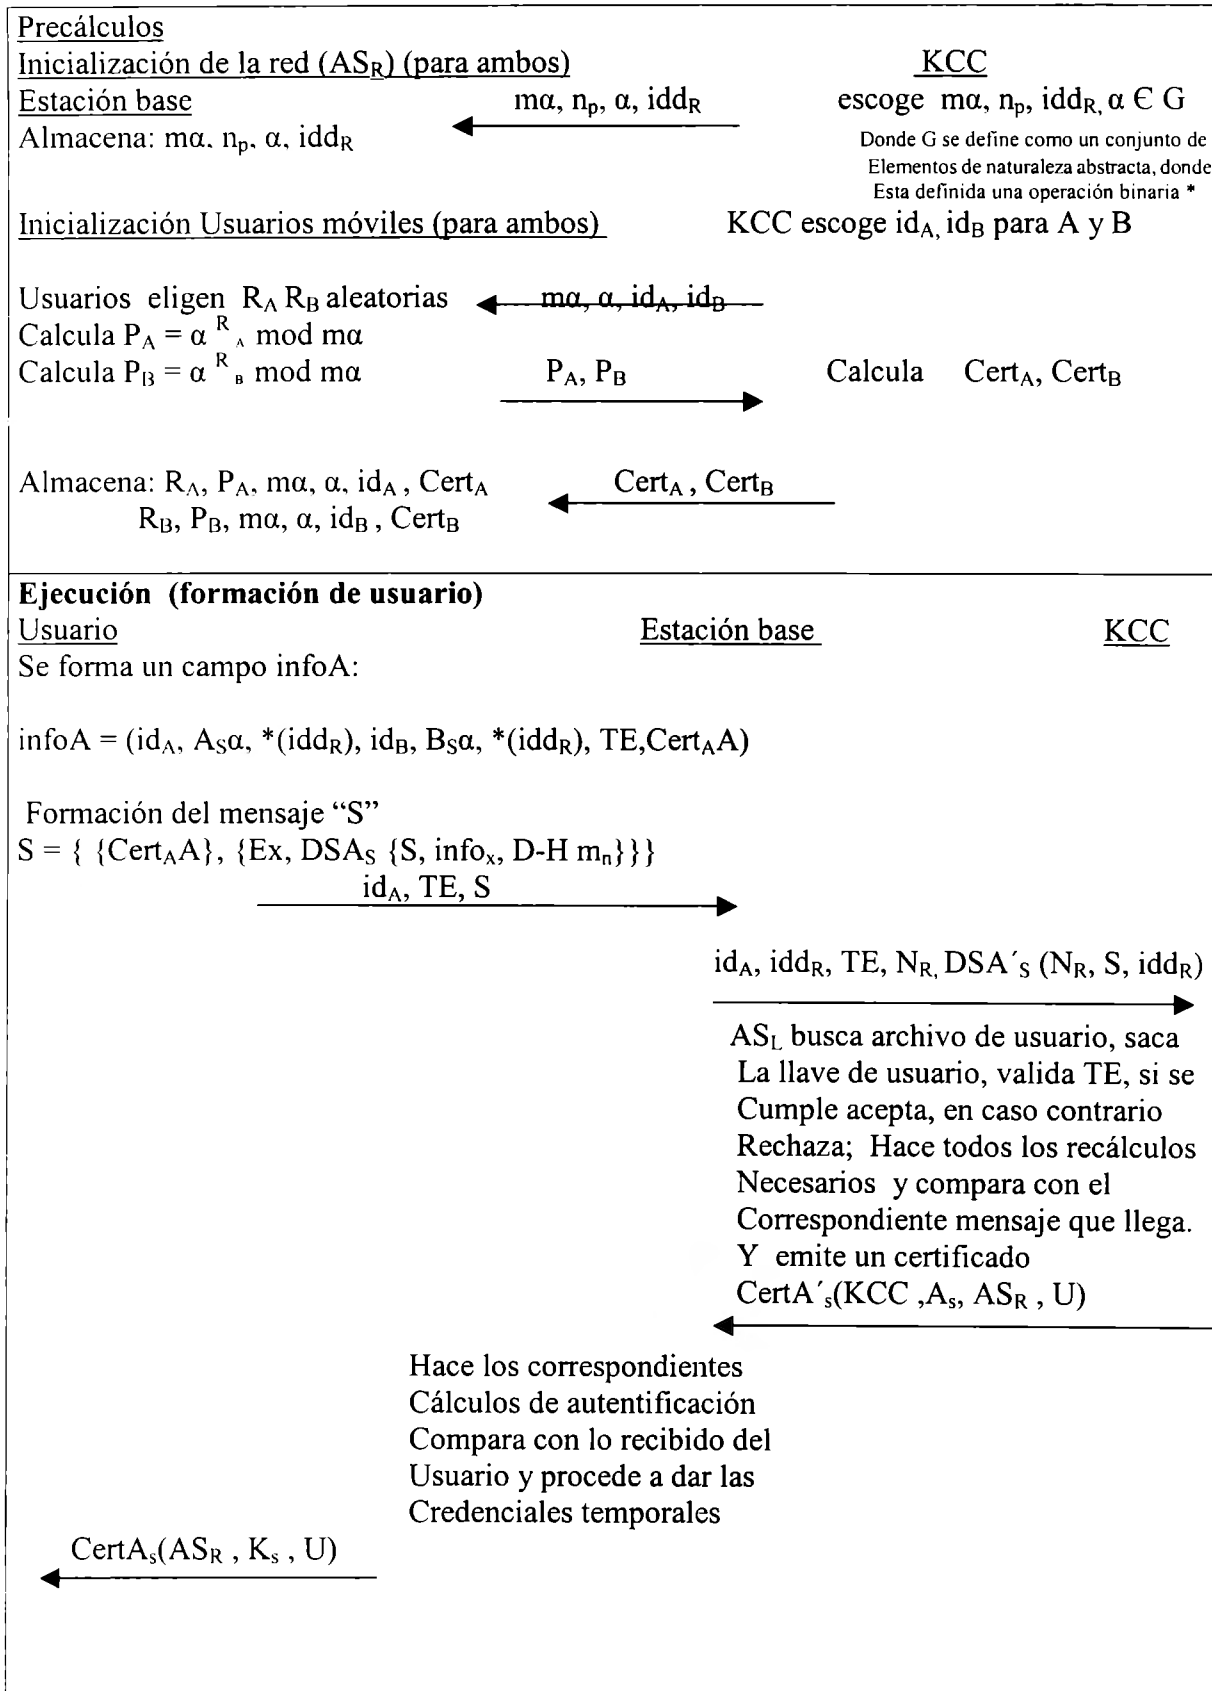 Precálculos
Inicialización de la red (AS_R) (para ambos) KCC
Estación base mα, n_p, α, idd_R escoge mα, n_p, idd_R, α Є G
Almacena: mα, n_p, α, idd_R Donde G se define como un conjunto de
Elementos de naturaleza abstracta, donde
Esta definida una operación binaria *
Inicialización Usuarios móviles (para ambos) KCC escoge id_A, id_B para A y B
Usuarios eligen R_A R_B aleatorias mα, α, id_A, id_B
Calcula P_A = α^R_A mod mα
Calcula P_B = α^R_B mod mα P_A, P_B Calcula Cert_A, Cert_B
Almacena: R_A, P_A, mα, α, id_A , Cert_A Cert_A , Cert_B
R_B, P_B, mα, α, id_B , Cert_B
Ejecución (formación de usuario)
Usuario Estación base KCC
Se forma un campo infoA:
infoA = (id_A, A_Sα, *(idd_R), id_B, B_Sα, *(idd_R), TE,Cert_AA)
Formación del mensaje “S”
S = { {Cert_AA}, {Ex, DSA_S {S, info_x, D-H m_n}}}
id_A, TE, S
id_A, idd_R, TE, N_R, DSA´_S (N_R, S, idd_R)
AS_L busca archivo de usuario, saca
La llave de usuario, valida TE, si se
Cumple acepta, en caso contrario
Rechaza; Hace todos los recálculos
Necesarios y compara con el
Correspondiente mensaje que llega.
Y emite un certificado
CertA´_s(KCC ,A_s, AS_R , U)
Hace los correspondientes
Cálculos de autentificación
Compara con lo recibido del
Usuario y procede a dar las
Credenciales temporales
CertA_s(AS_R , K_s , U)